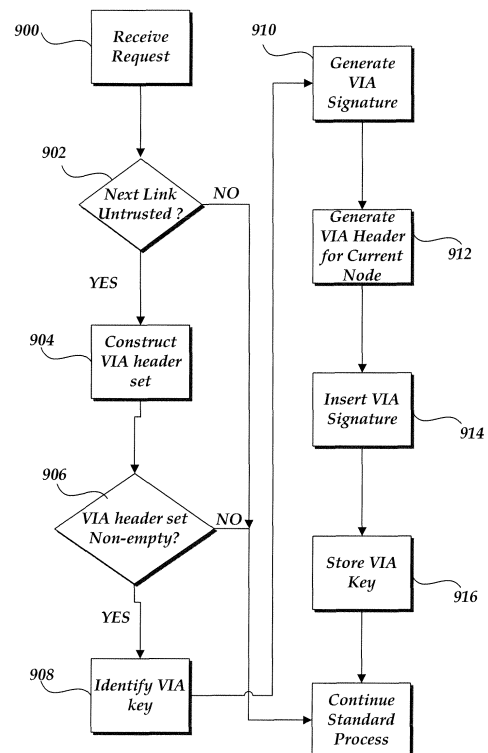 900
Receive
Request
902
Next Link
Untrusted ?
NO
YES
904
Construct
VIA header
set
906
VIA header set
Non-empty?
NO
YES
908
Identify VIA
key
910
Generate
VIA
Signature
Generate
VIA Header
for Current
Node
912
Insert VIA
Signature
914
Store VIA
Key
916
Continue
Standard
Process